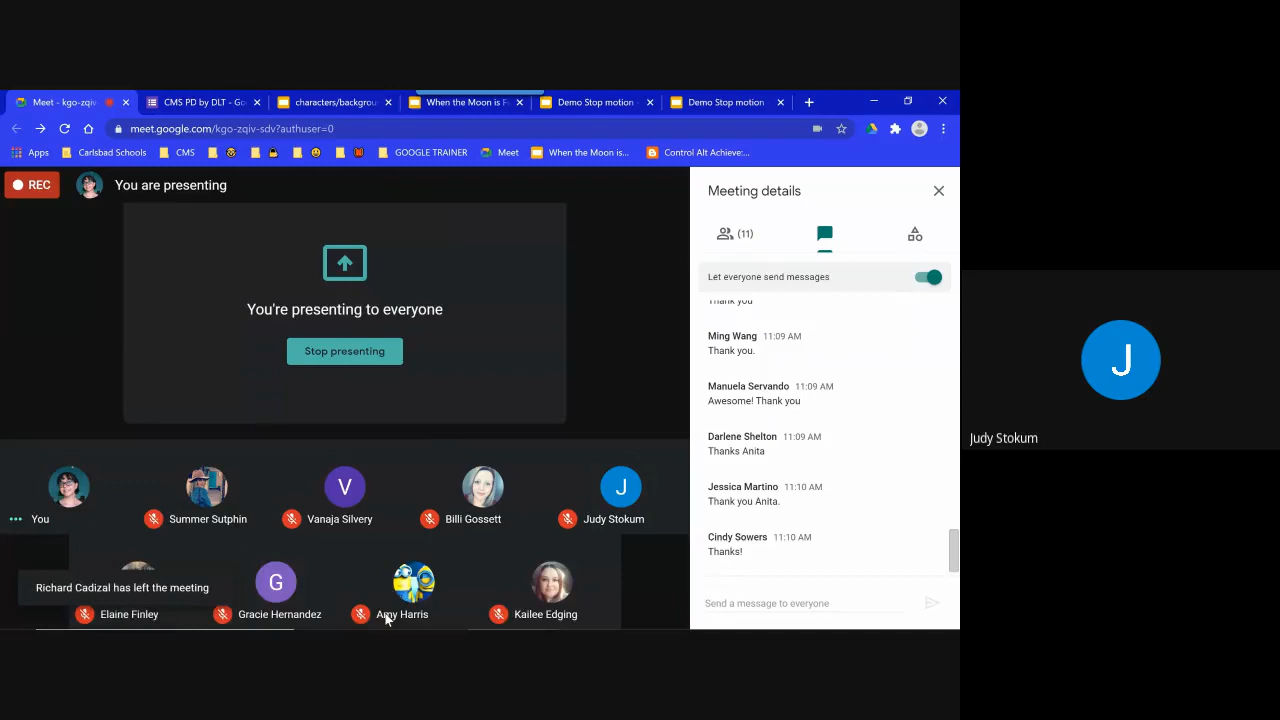 Meet - kgo-zqiv
CMS PD by DLT - Go
characters/backgrou
When the Moon is F
Demo Stop motion
Demo Stop motion
meet.google.com/kgo-zqiv-sdv?authuser=0
Apps
Carlsbad Schools
CMS
GOOGLE TRAINER
Meet
When the Moon is...
Control Alt Achieve:...
REC
You are presenting
You're presenting to everyone
Stop presenting
You
Summer Sutphin
V
Vanaja Silvery
Billi Gossett
J
Judy Stokum
Richard Cadizal has left the meeting
Elaine Finley
G
Gracie Hernandez
Amy Harris
Kailee Edging
Meeting details
(11)
Let everyone send messages
Thank you
Ming Wang 11:09 AM
Thank you.
Manuela Servando 11:09 AM
Awesome! Thank you
Darlene Shelton 11:09 AM
Thanks Anita
Jessica Martino 11:10 AM
Thank you Anita.
Cindy Sowers 11:10 AM
Thanks!
Send a message to everyone
J
Judy Stokum